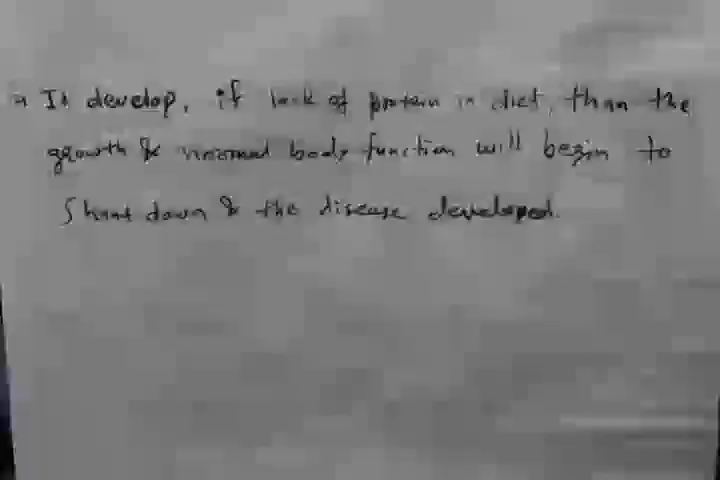 → It develop, if lack of protein in diet, than the
growth & normal body function will begin to
Shunt down & the disease developed.